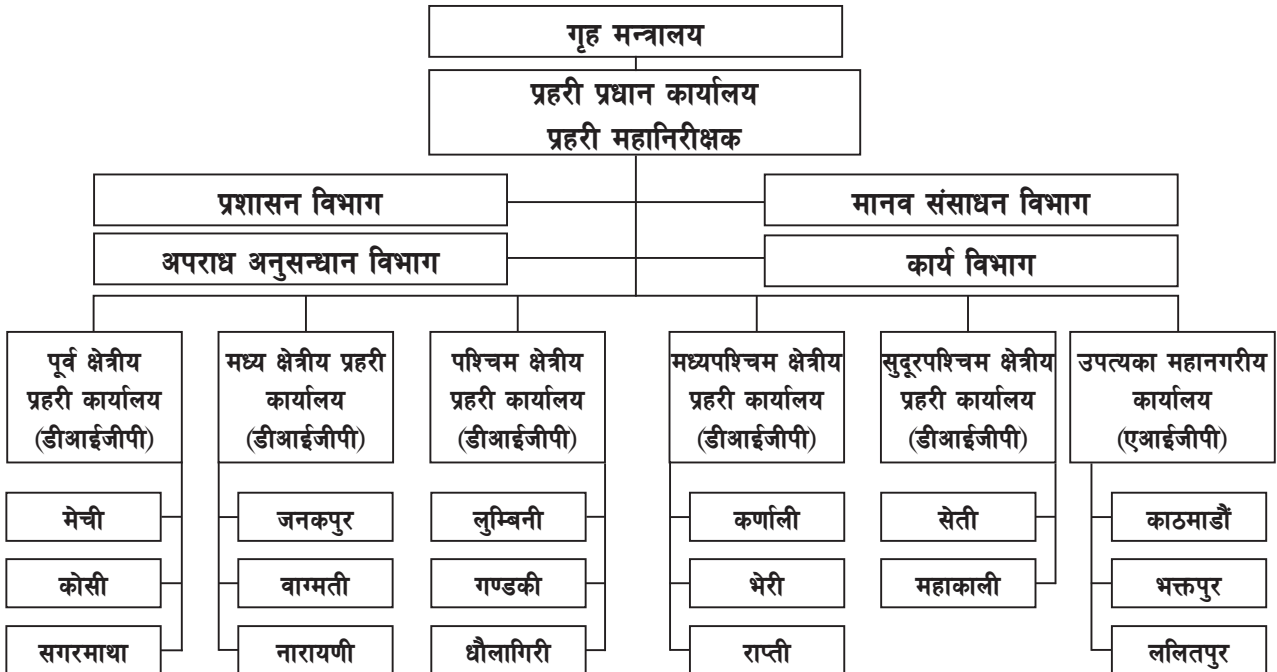 गृह मन्त्रालय
प्रहरी प्रधान कार्यालय
प्रहरी महानिरीक्षक
प्रशासन विभाग
मानव संसाधन विभाग
अपराध अनुसन्धान विभाग
कार्य विभाग
पूर्व क्षेत्रीय
प्रहरी कार्यालय
(डीआईजीपी)
मध्य क्षेत्रीय प्रहरी
कार्यालय
(डीआईजीपी)
पश्चिम क्षेत्रीय
प्रहरी कार्यालय
(डीआईजीपी)
मध्यपश्चिम क्षेत्रीय
प्रहरी कार्यालय
(डीआईजीपी)
सुदूरपश्चिम क्षेत्रीय
प्रहरी कार्यालय
(डीआईजीपी)
उपत्यका महानगरीय
कार्यालय
(एआईजीपी)
मेची
जनकपुर
लुम्बिनी
कर्णाली
सेती
काठमाडौं
कोसी
वाग्मती
गण्डकी
भेरी
महाकाली
भक्तपुर
सगरमाथा
नारायणी
धौलागिरी
राप्ती
ललितपुर